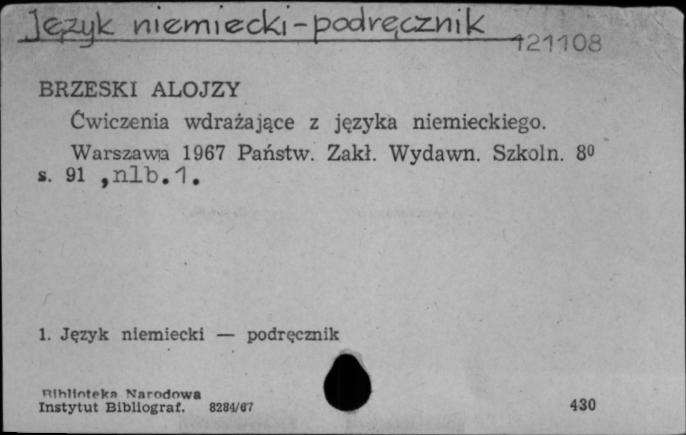 Język niemiecki-podręcznik
121108
BRZESKI ALOJZY
Ćwiczenia wdrażające z języka niemieckiego.
Warszawa 1967 Państw. Zakł. Wydawn. Szkoln. 8⁰
s. 91 ,nlb.1.
1. Język niemiecki — podręcznik
Biblioteka Narodowa
Instytut Bibliograf. 8284/67
430